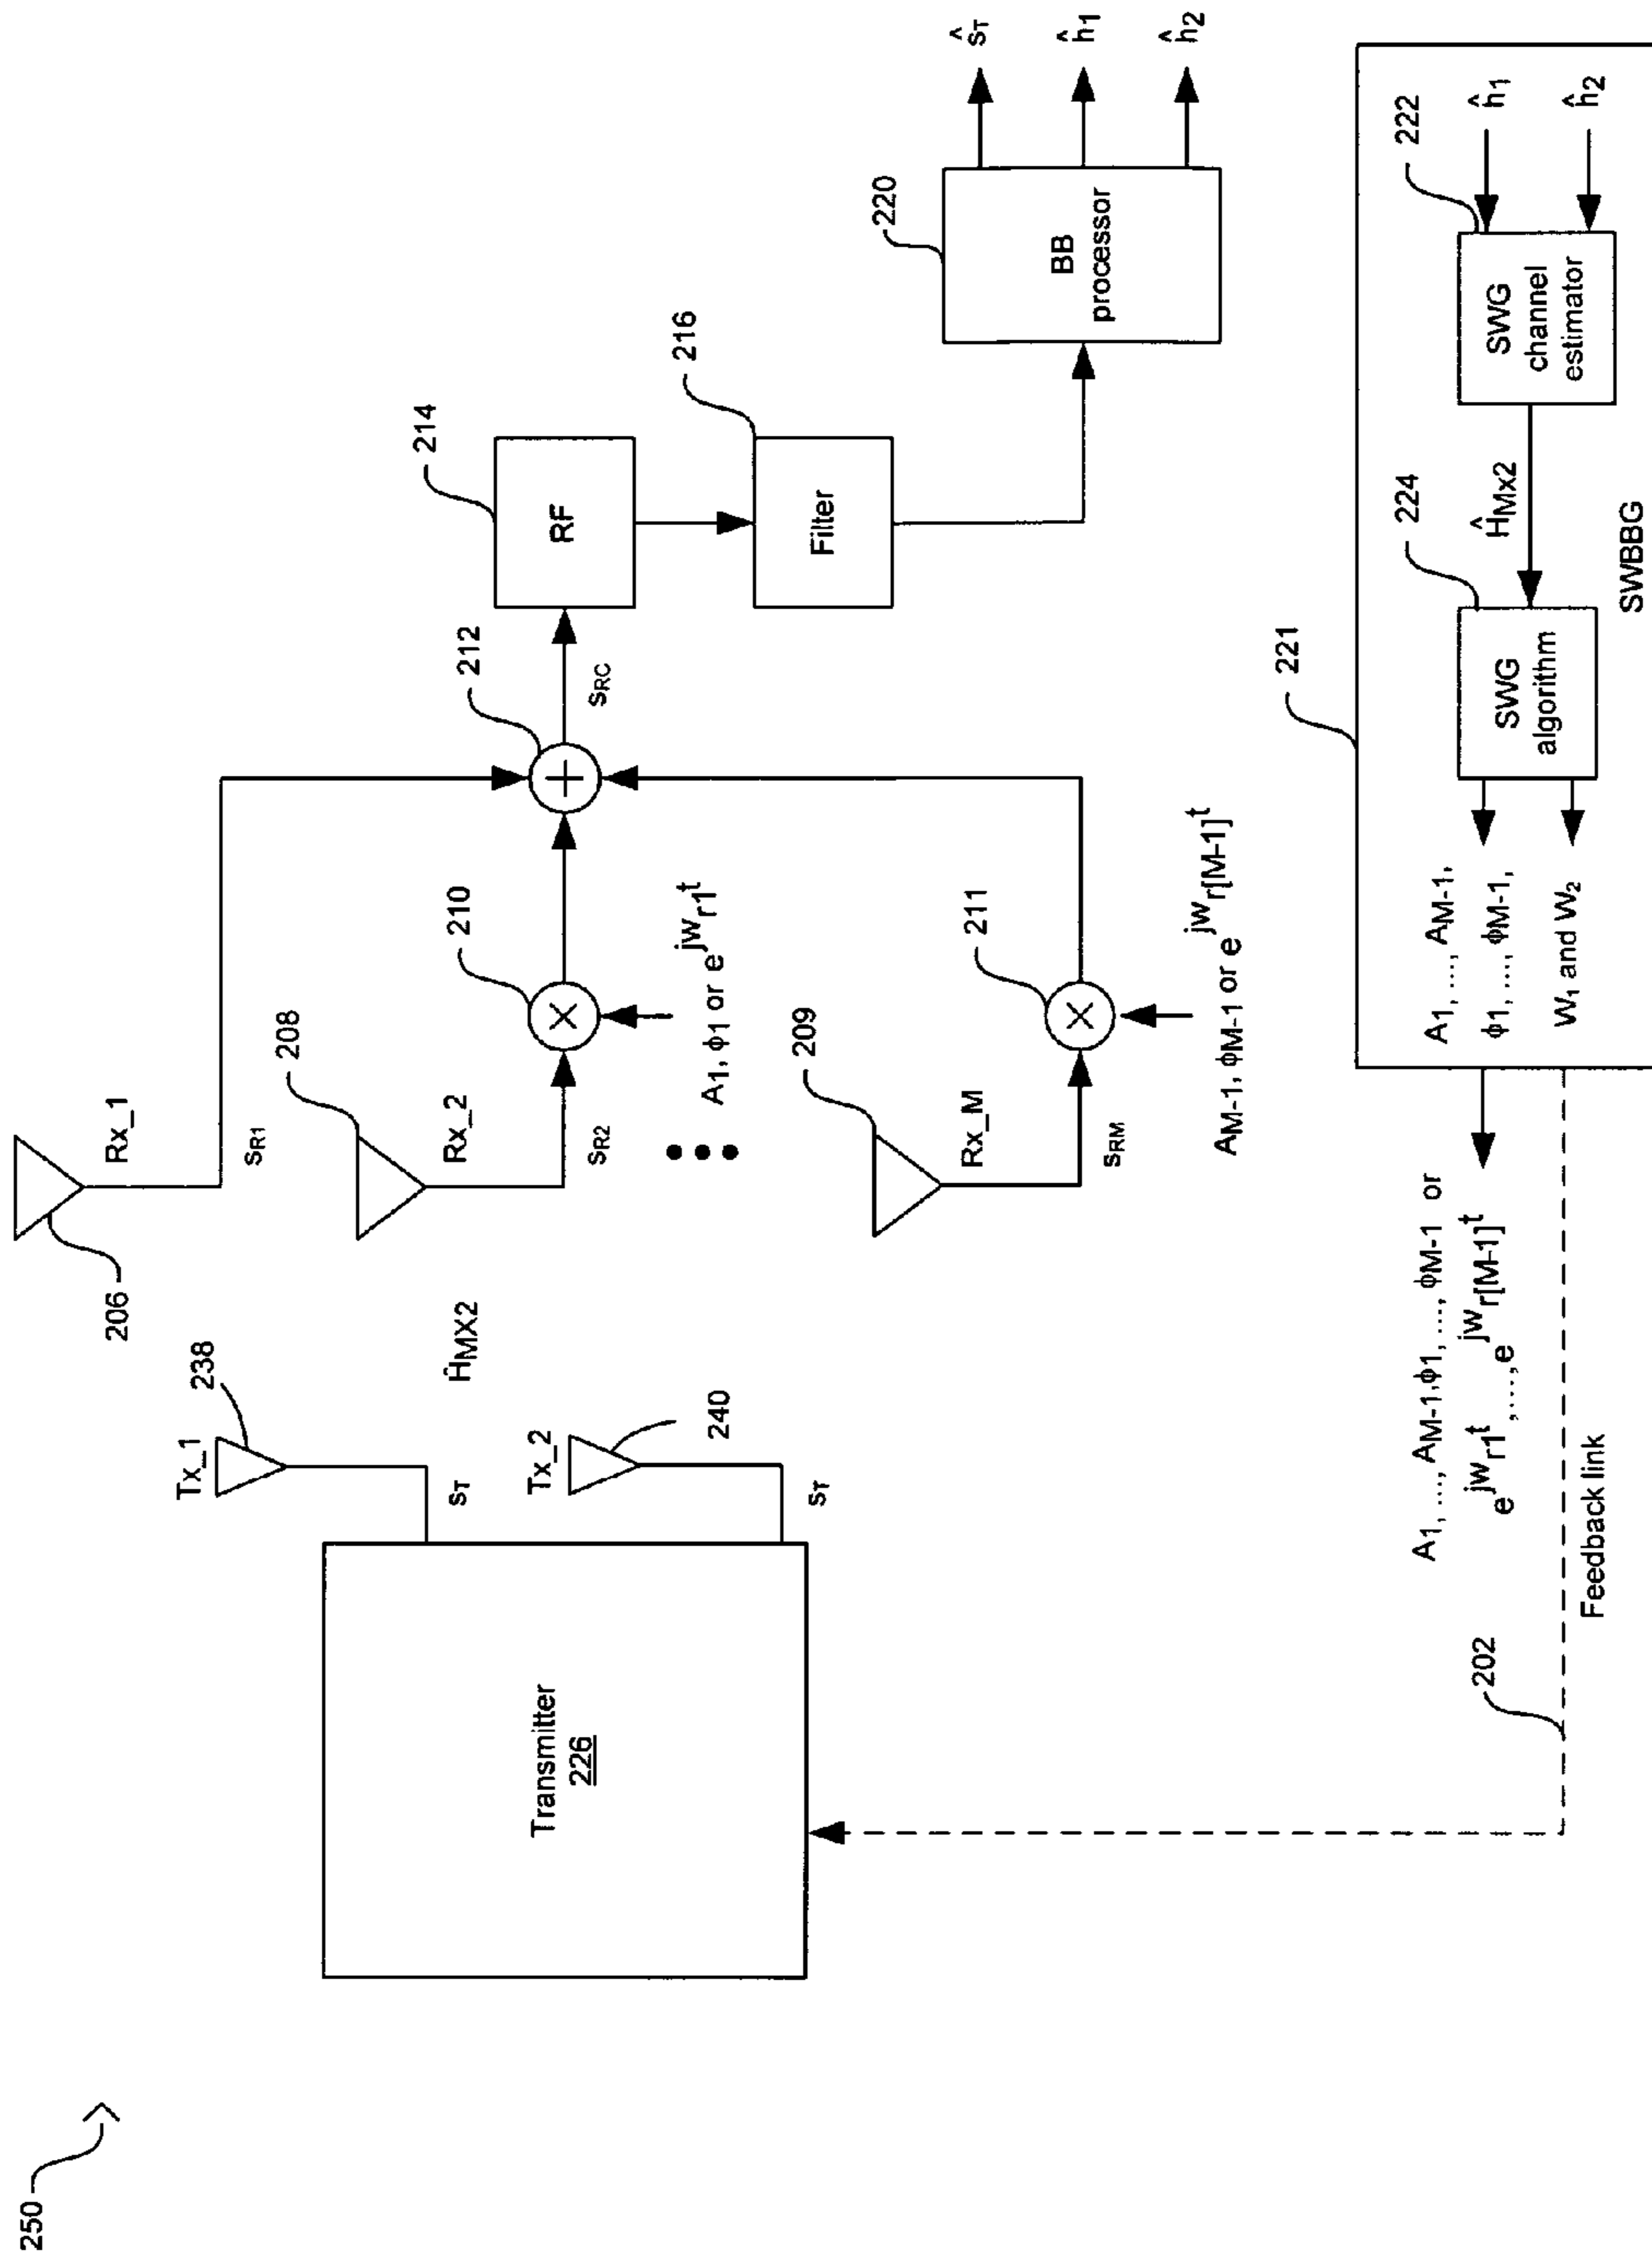 250
Transmitter
226
Tx_1
238
sT
Tx_2
240
sT
ĤMX2
206
Rx_1
sR1
208
Rx_2
sR2
210
A1, ϕ1 or e^jwr1^t
209
Rx_M
sRM
211
AM-1, ϕM-1 or e^jwr[M-1]^t
212
sRC
214
RF
216
Filter
220
BB
processor
ŝT
ĥ1
ĥ2
202
Feedback link
A1, ..., AM-1,ϕ1, ..., ϕM-1 or
e^jwr1^t,...,e^jwr[M-1]^t
221
A1, ..., AM-1,
ϕ1, ..., ϕM-1,
W1 and W2
224
SWG
algorithm
ĤMx2
222
SWG
channel
estimator
ĥ1
ĥ2
SWBBG